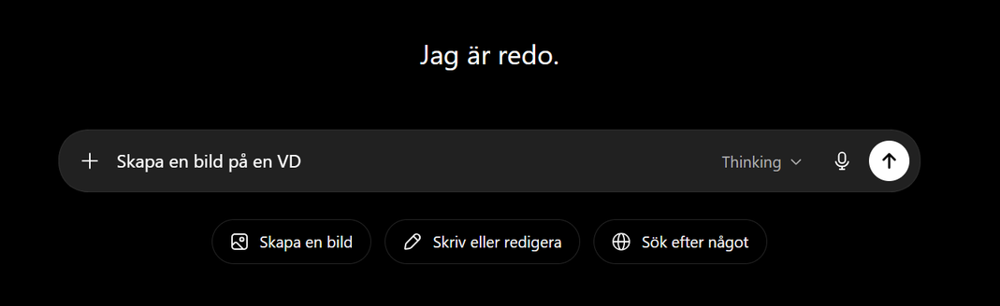 Jag är redo.
Skapa en bild på en VD
Thinking
Skapa en bild
Skriv eller redigera
Sök efter något